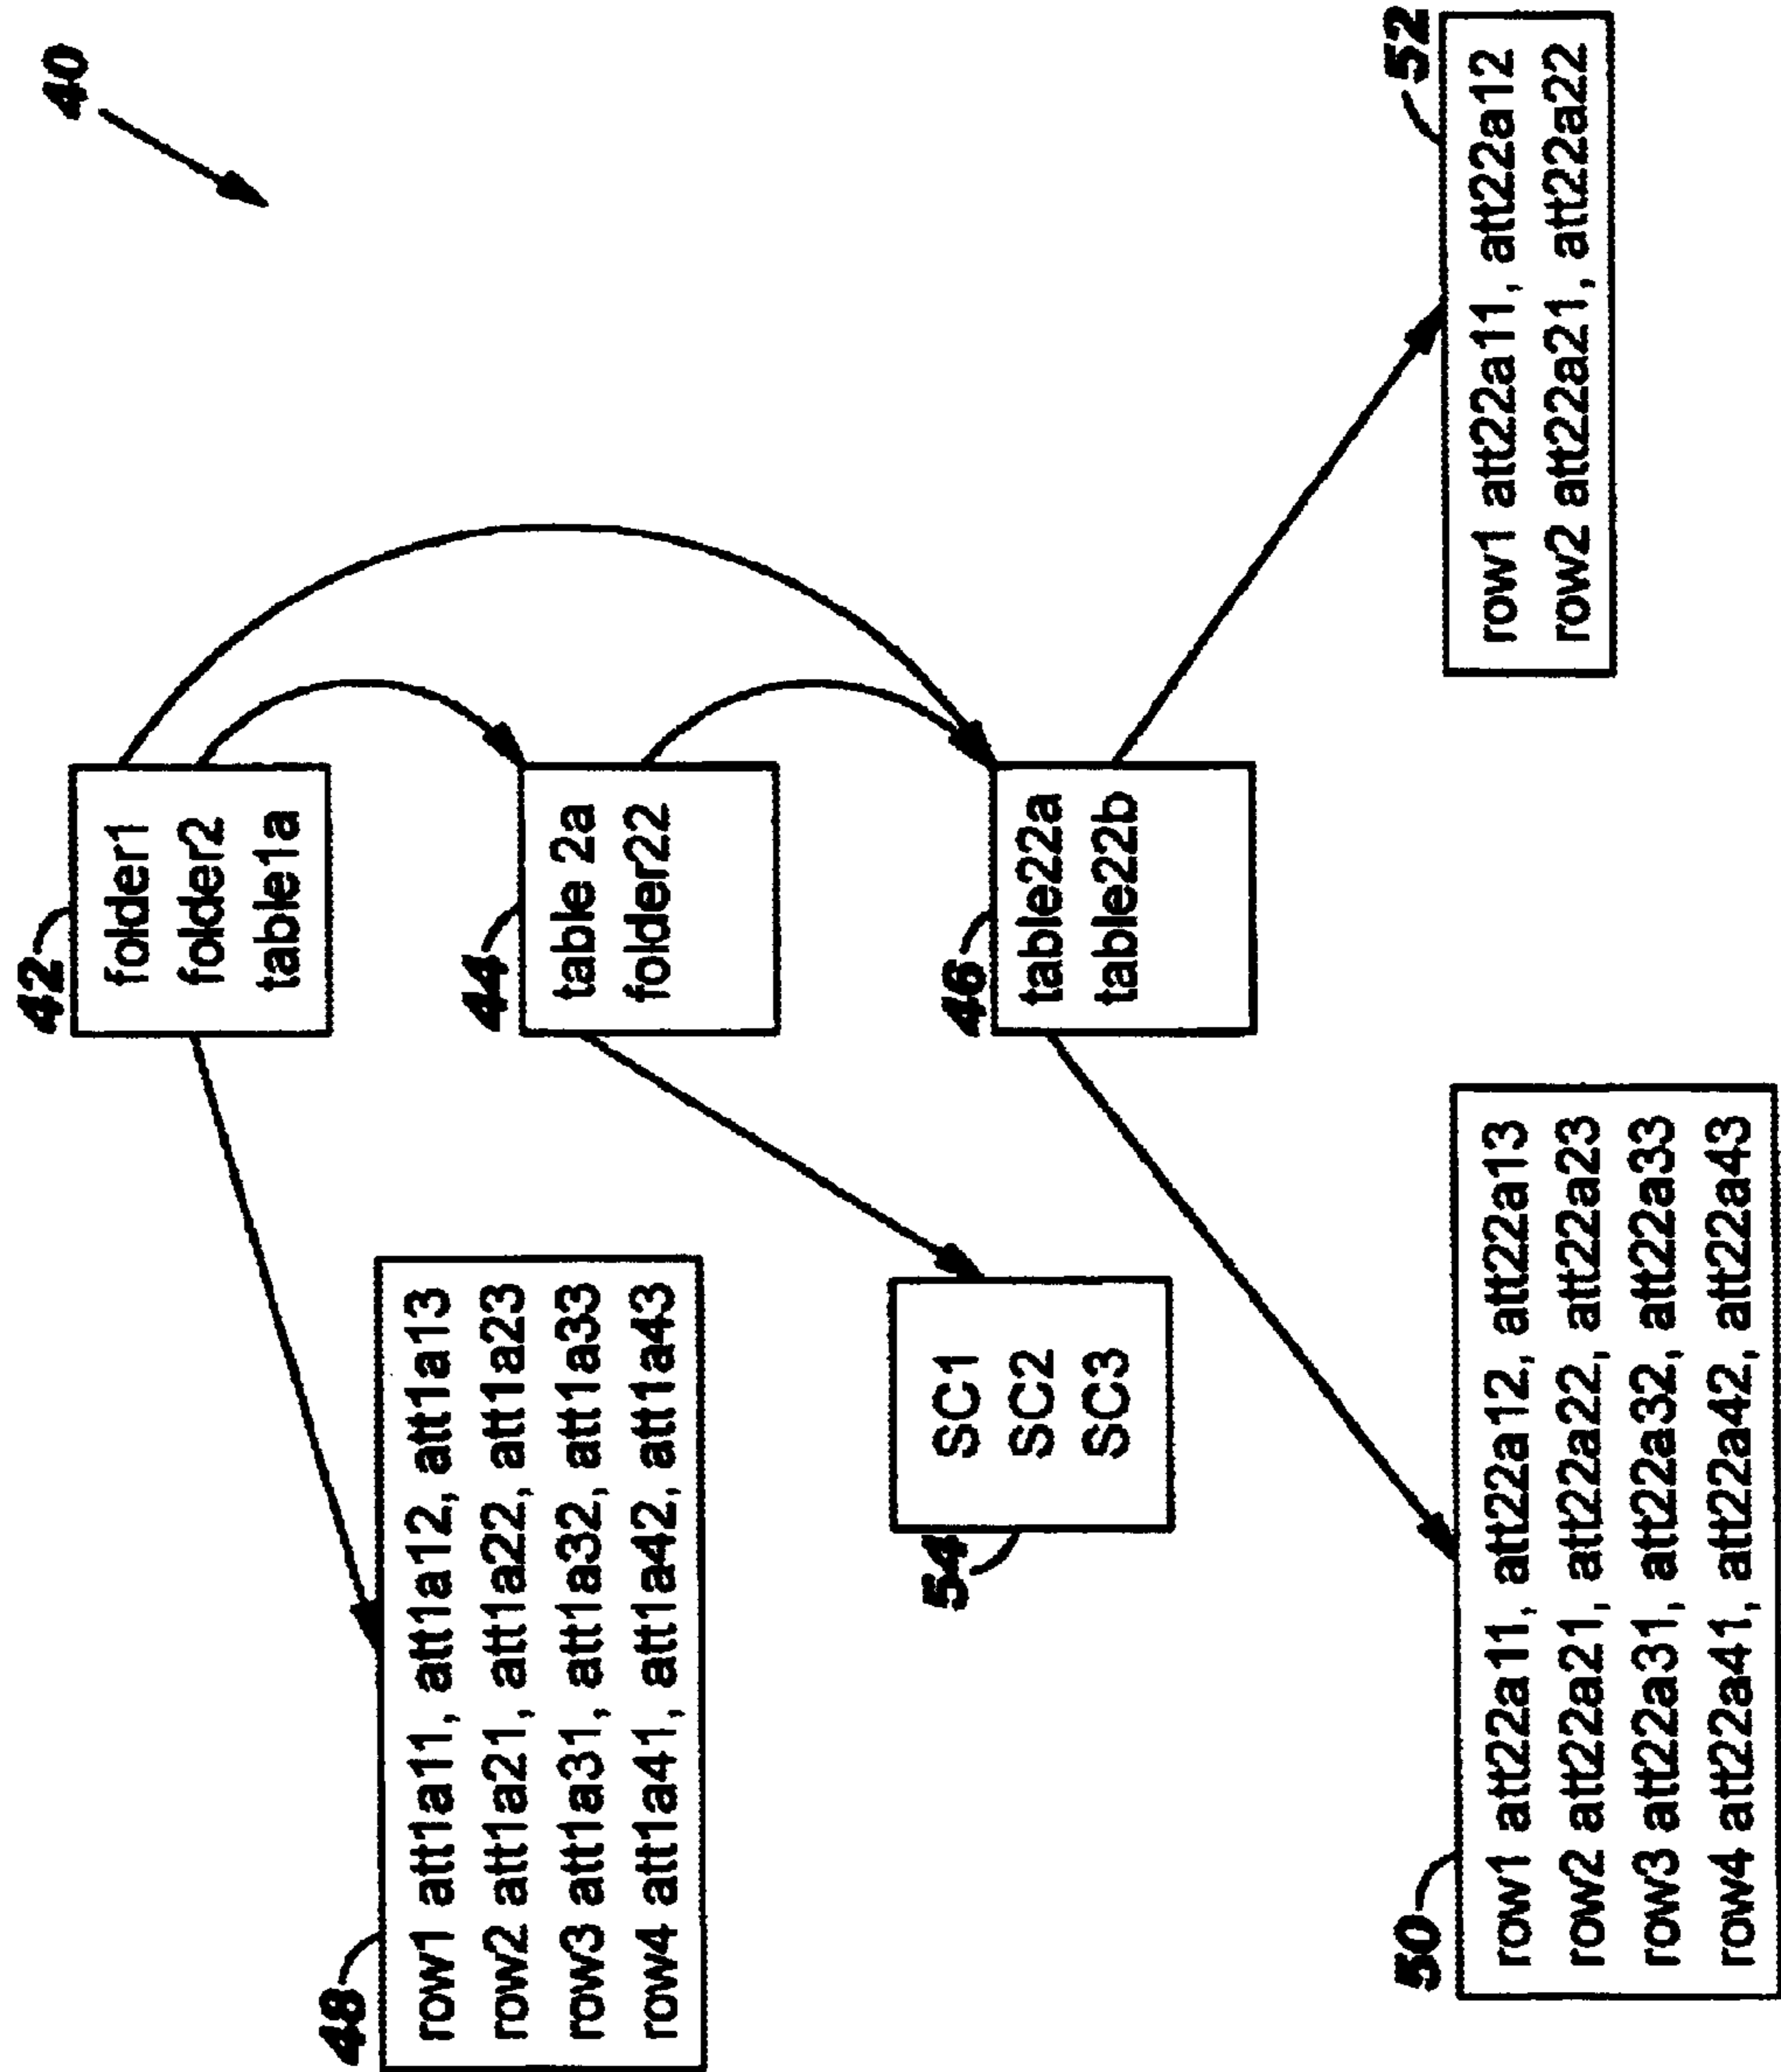 40
42
folder1
folder2
table1a
48
row1 att1a11, att1a12, att1a13
row2 att1a21, att1a22, att1a23
row3 att1a31, att1a32, att1a33
row4 att1a41, att1a42, att1a43
44
table 2a
folder22
54
SC1
SC2
SC3
46
table22a
table22b
50
row1 att22a11, att22a12, att22a13
row2 att22a21, att22a22, att22a23
row3 att22a31, att22a32, att22a33
row4 att22a41, att22a42, att22a43
52
row1 att22a11, att22a12
row2 att22a21, att22a22